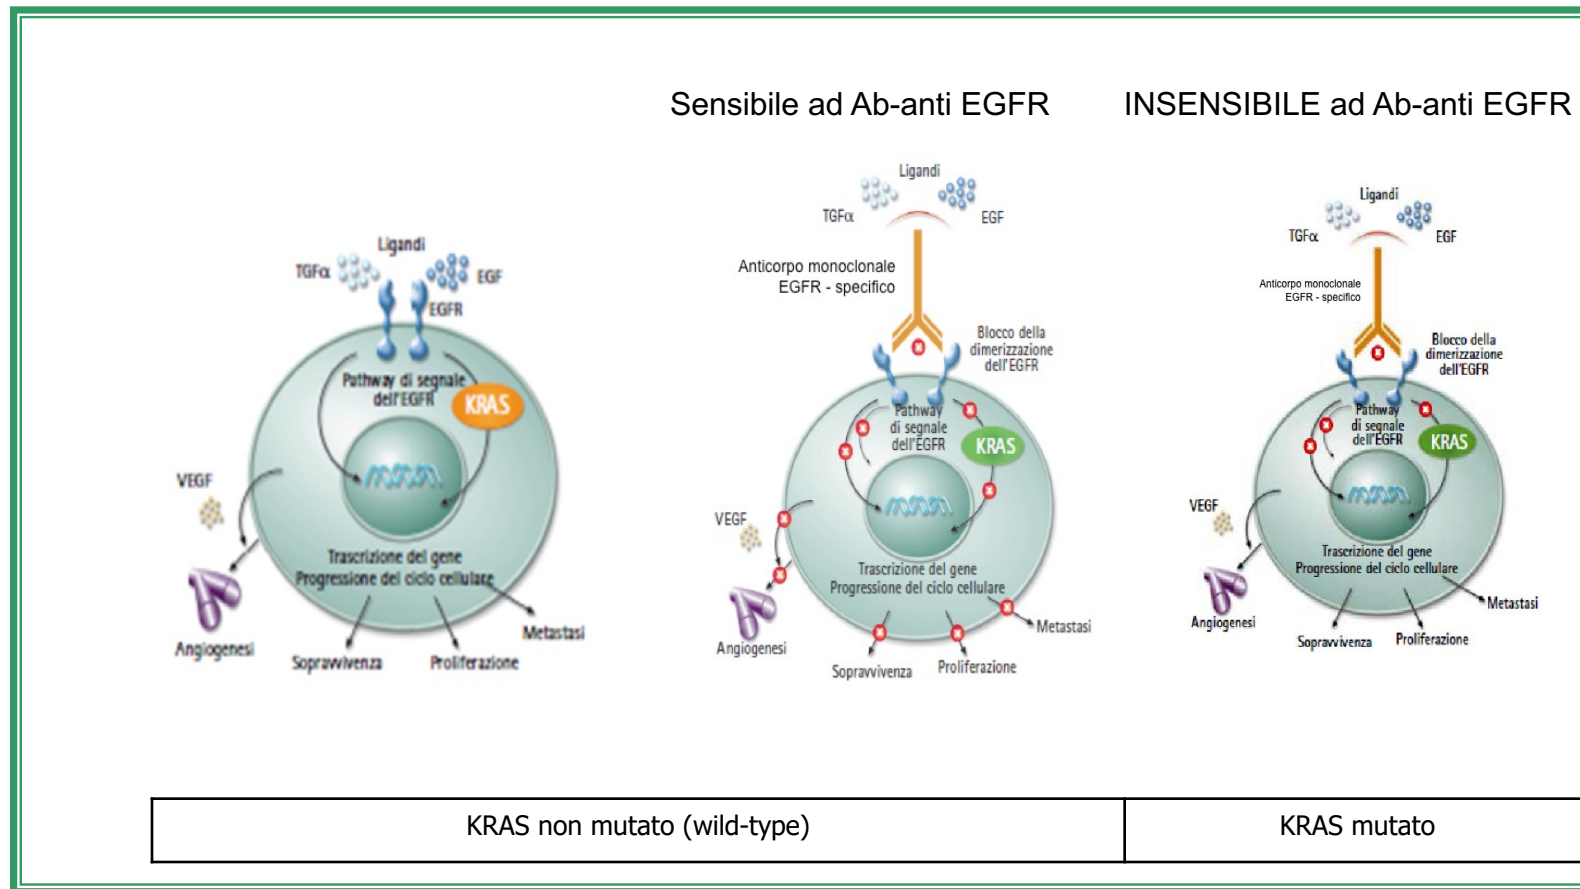 Sensibile ad Ab-anti EGFR
INSENSIBILE ad Ab-anti EGFR
Ligandi
TGFα
EGF
EGFR
Pathway di segnale
dell'EGFR
KRAS
VEGF
Trascrizione del gene
Progressione del ciclo cellulare
Angiogenesi
Sopravvivenza
Proliferazione
Metastasi
Ligandi
TGFα
EGF
Anticorpo monoclonale
EGFR - specifico
Blocco della
dimerizzazione
dell'EGFR
Pathway
di segnale
dell'EGFR
KRAS
VEGF
Trascrizione del gene
Progressione del ciclo cellulare
Angiogenesi
Sopravvivenza
Proliferazione
Metastasi
Ligandi
TGFα
EGF
Anticorpo monoclonale
EGFR - specifico
Blocco della
dimerizzazione
dell'EGFR
Pathway
di segnale
dell'EGFR
KRAS
VEGF
Trascrizione del gene
Progressione del ciclo cellulare
Angiogenesi
Sopravvivenza
Proliferazione
Metastasi
KRAS non mutato (wild-type)
KRAS mutato